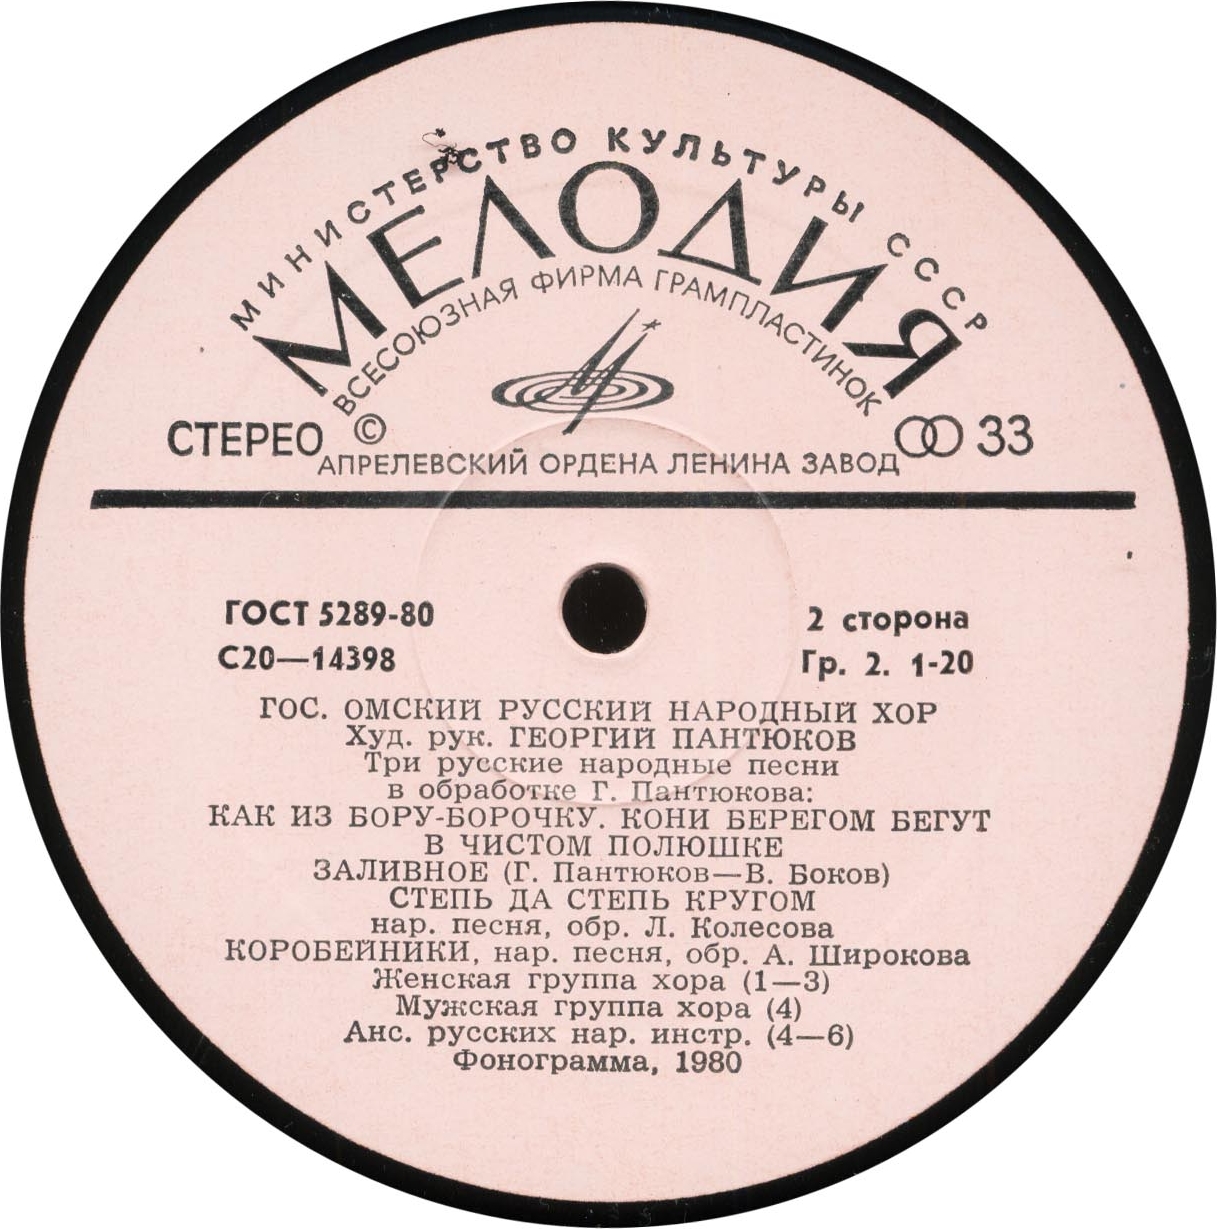 МИНИСТЕРСТВО КУЛЬТУРЫ СССР
МЕЛОДИЯ
ВСЕСОЮЗНАЯ ФИРМА ГРАМПЛАСТИНОК
СТЕРЕО © 33
АПРЕЛЕВСКИЙ ОРДЕНА ЛЕНИНА ЗАВОД
ГОСТ 5289-80 2 сторона
С20—14398 Гр. 2. 1-20
ГОС. ОМСКИЙ РУССКИЙ НАРОДНЫЙ ХОР
Худ. рук. ГЕОРГИЙ ПАНТЮКОВ
Три русские народные песни
в обработке Г. Пантюкова:
КАК ИЗ БОРУ-БОРОЧКУ. КОНИ БЕРЕГОМ БЕГУТ
В ЧИСТОМ ПОЛЮШКЕ
ЗАЛИВНОЕ (Г. Пантюков—В. Боков)
СТЕПЬ ДА СТЕПЬ КРУГОМ
нар. песня, обр. Л. Колесова
КОРОБЕЙНИКИ, нар. песня, обр. А. Широкова
Женская группа хора (1—3)
Мужская группа хора (4)
Анс. русских нар. инстр. (4—6)
Фонограмма, 1980